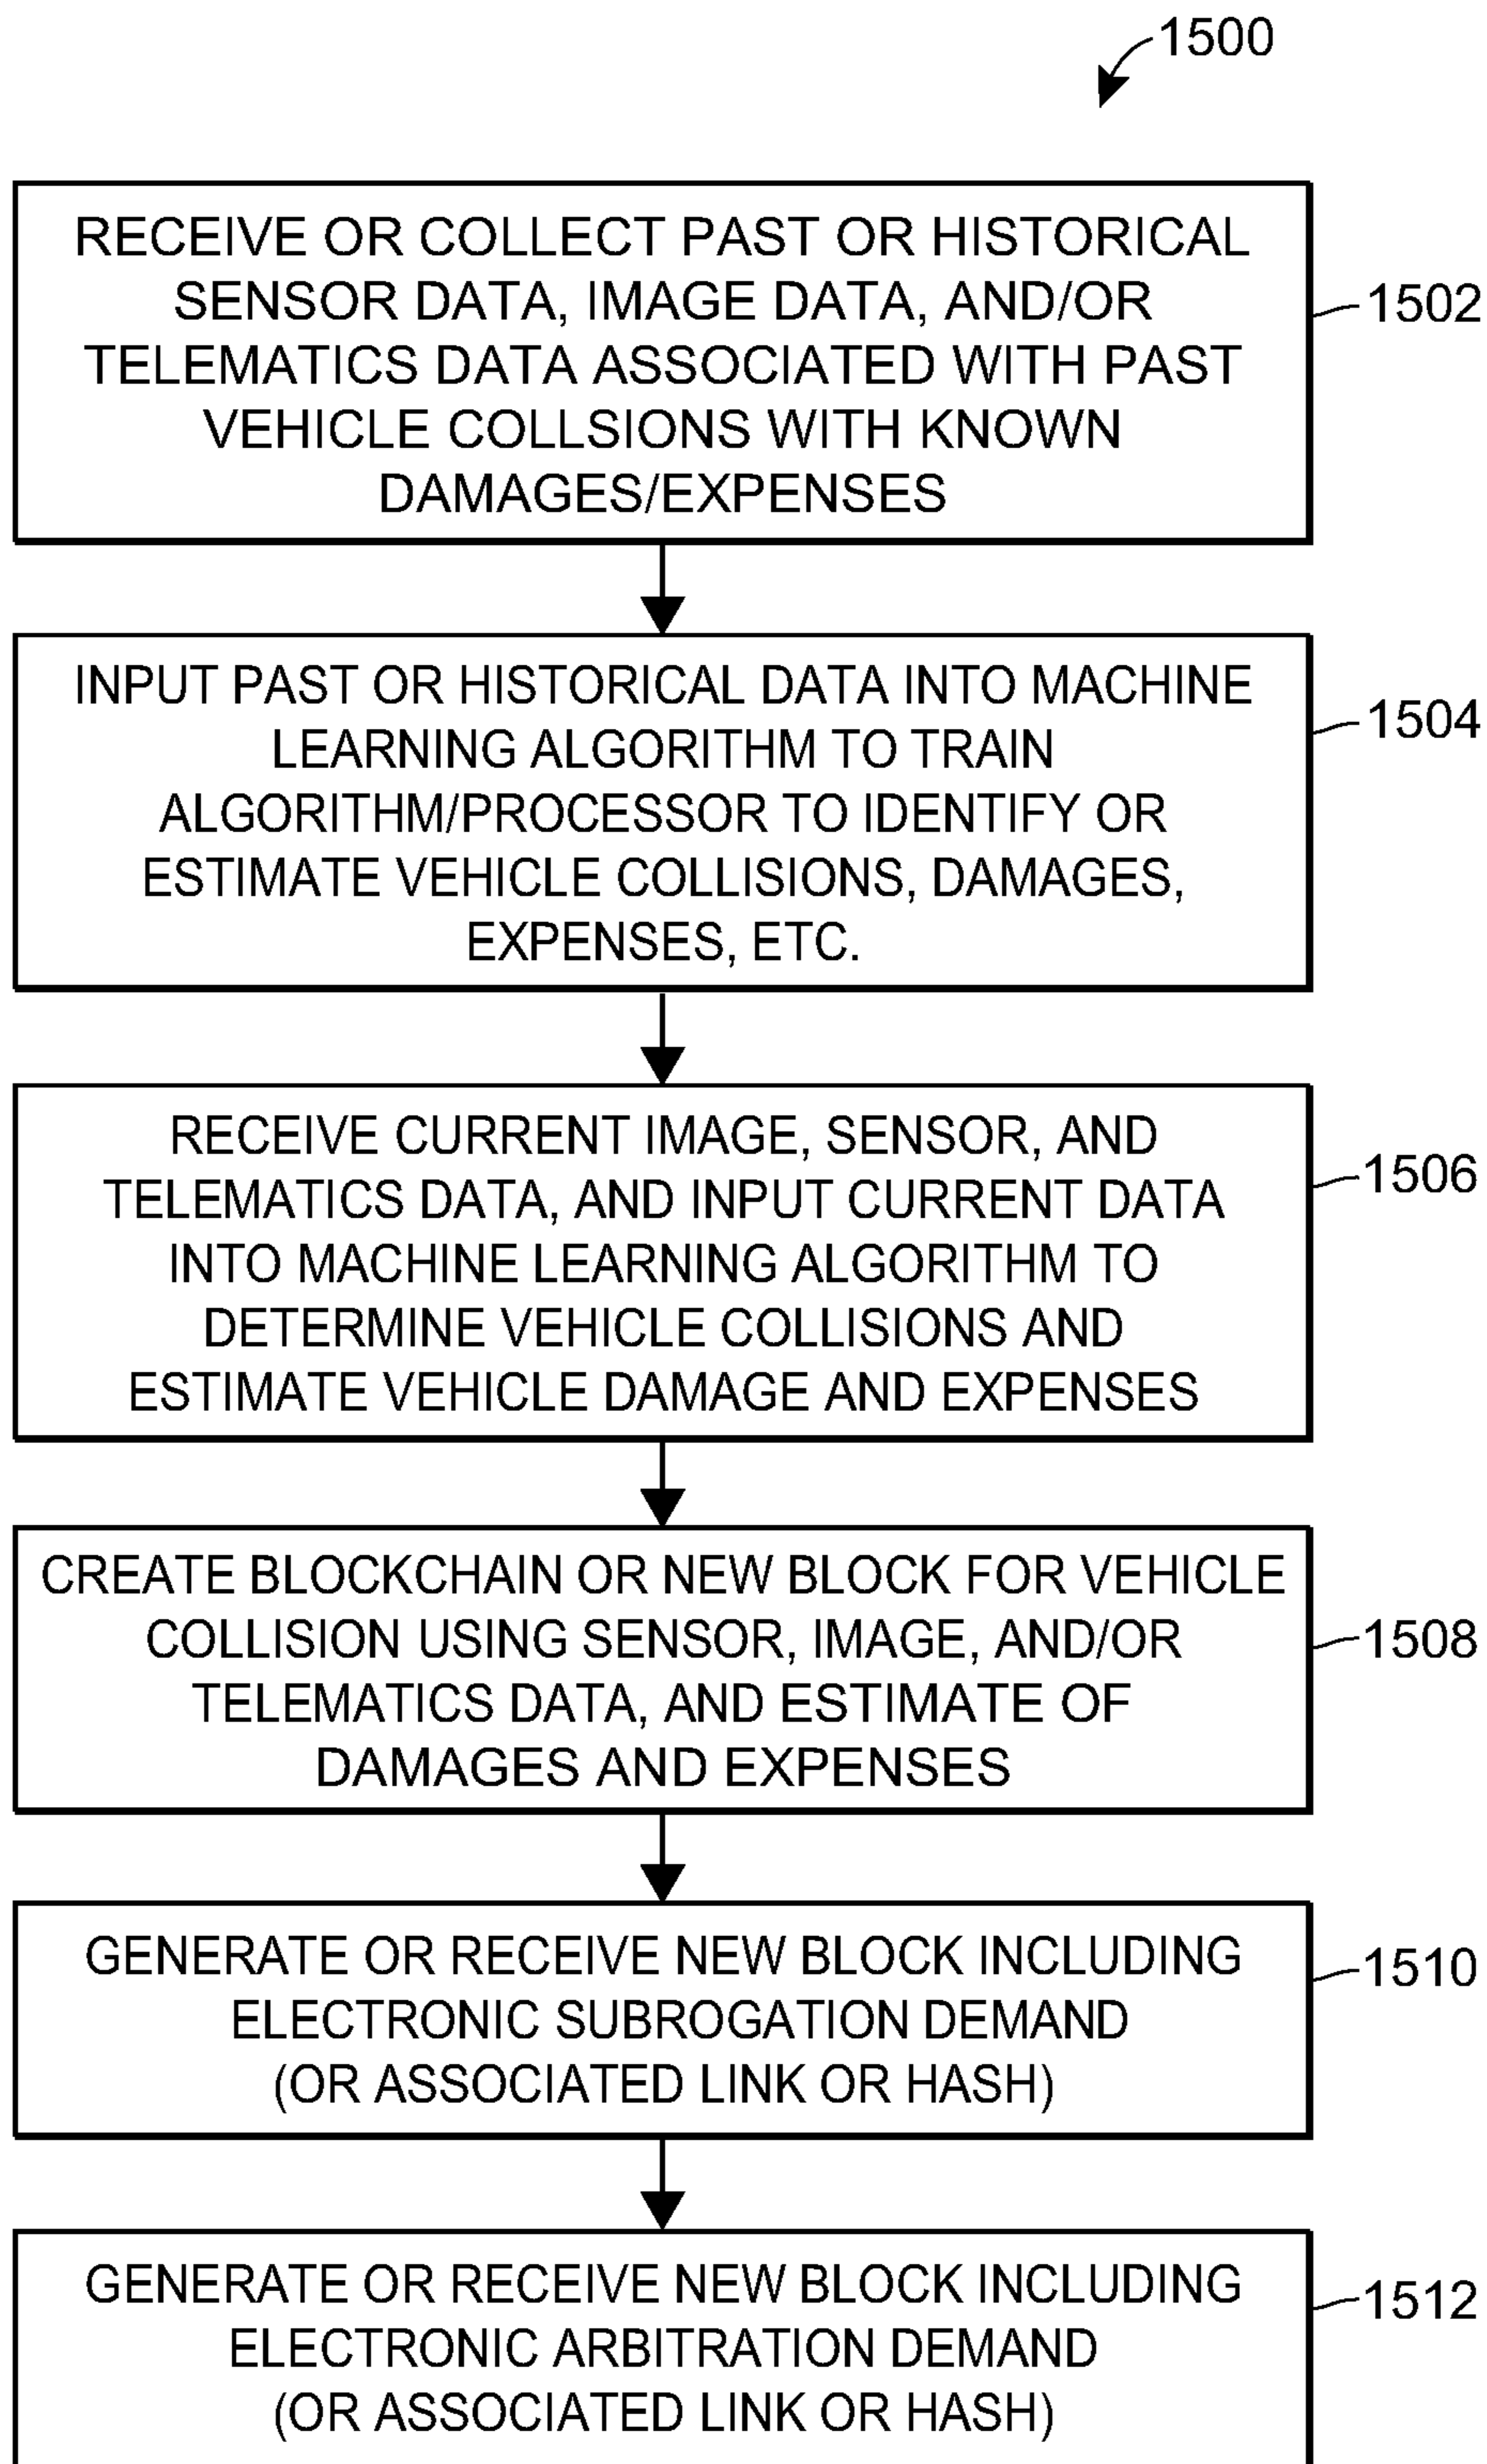 1500
RECEIVE OR COLLECT PAST OR HISTORICAL
SENSOR DATA, IMAGE DATA, AND/OR
TELEMATICS DATA ASSOCIATED WITH PAST
VEHICLE COLLSIONS WITH KNOWN
DAMAGES/EXPENSES
1502
INPUT PAST OR HISTORICAL DATA INTO MACHINE
LEARNING ALGORITHM TO TRAIN
ALGORITHM/PROCESSOR TO IDENTIFY OR
ESTIMATE VEHICLE COLLISIONS, DAMAGES,
EXPENSES, ETC.
1504
RECEIVE CURRENT IMAGE, SENSOR, AND
TELEMATICS DATA, AND INPUT CURRENT DATA
INTO MACHINE LEARNING ALGORITHM TO
DETERMINE VEHICLE COLLISIONS AND
ESTIMATE VEHICLE DAMAGE AND EXPENSES
1506
CREATE BLOCKCHAIN OR NEW BLOCK FOR VEHICLE
COLLISION USING SENSOR, IMAGE, AND/OR
TELEMATICS DATA, AND ESTIMATE OF
DAMAGES AND EXPENSES
1508
GENERATE OR RECEIVE NEW BLOCK INCLUDING
ELECTRONIC SUBROGATION DEMAND
(OR ASSOCIATED LINK OR HASH)
1510
GENERATE OR RECEIVE NEW BLOCK INCLUDING
ELECTRONIC ARBITRATION DEMAND
(OR ASSOCIATED LINK OR HASH)
1512